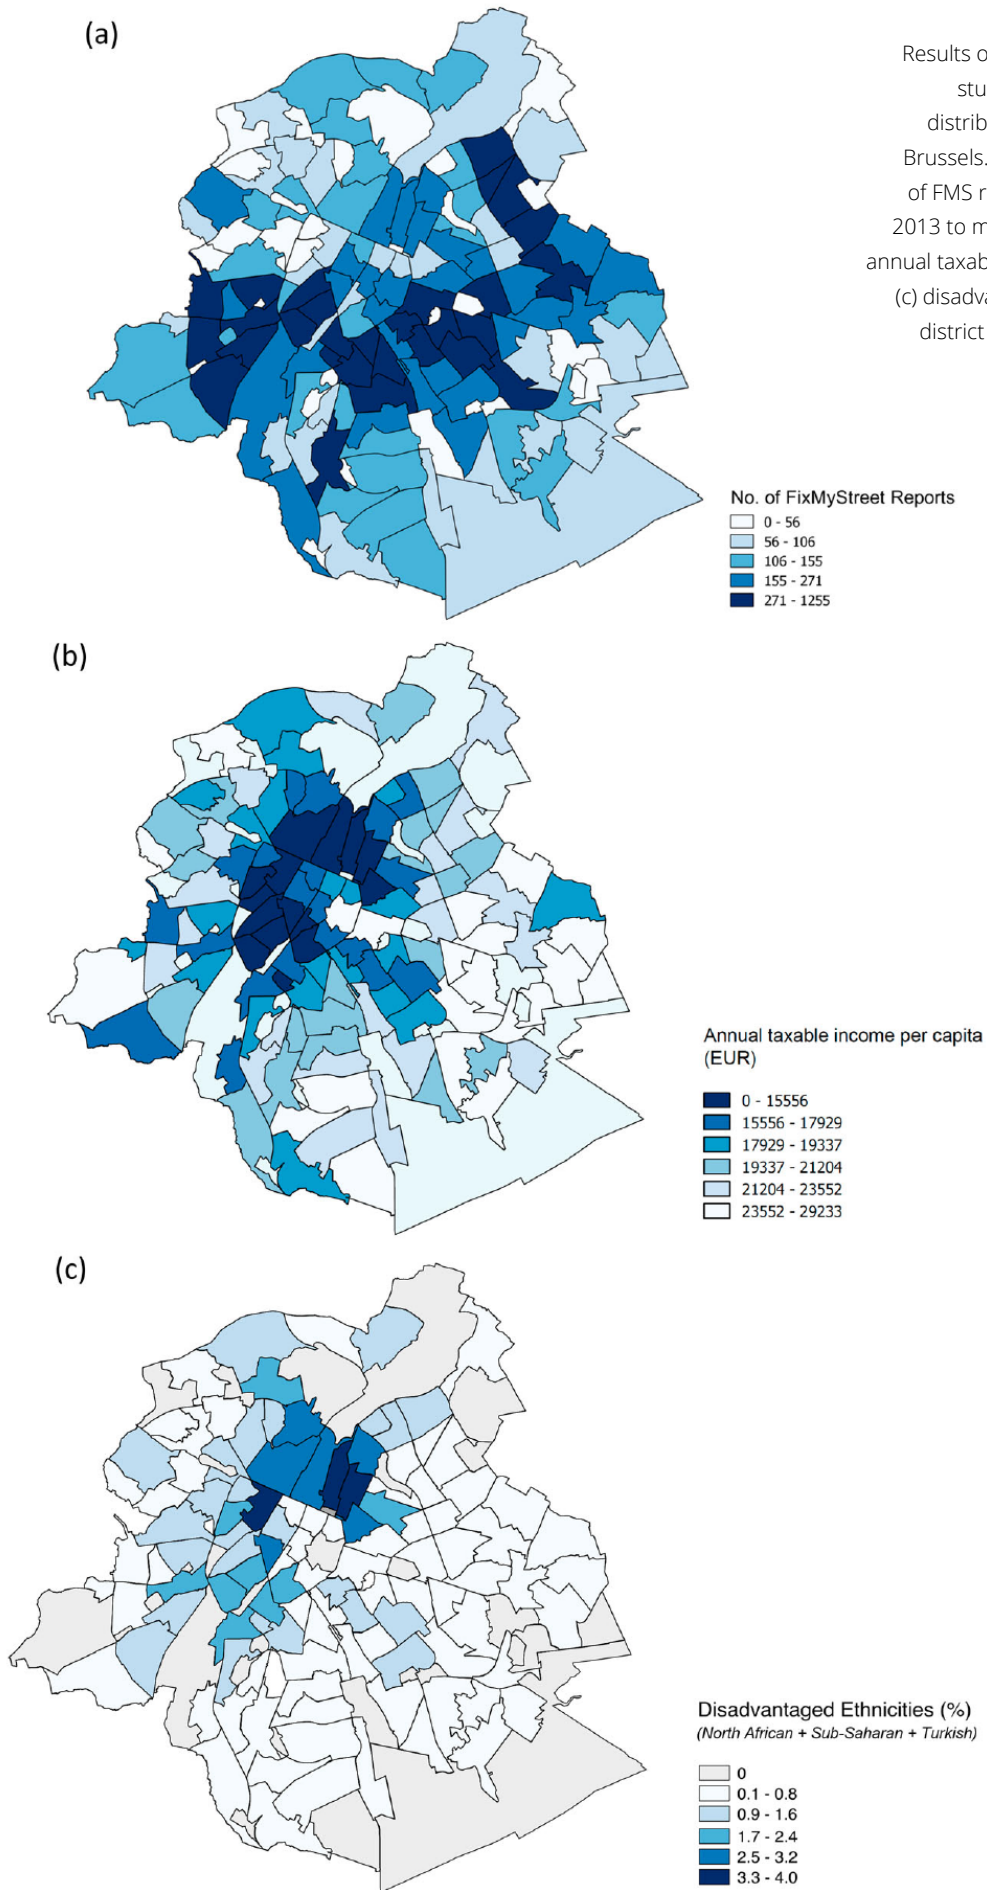 (a)
Results o
stu
distrib
Brussels.
of FMS r
2013 to m
annual taxab
(c) disadva
district
No. of FixMyStreet Reports
0 - 56
56 - 106
106 - 155
155 - 271
271 - 1255
(b)
Annual taxable income per capita
(EUR)
0 - 15556
15556 - 17929
17929 - 19337
19337 - 21204
21204 - 23552
23552 - 29233
(c)
Disadvantaged Ethnicities (%)
(North African + Sub-Saharan + Turkish)
0
0.1 - 0.8
0.9 - 1.6
1.7 - 2.4
2.5 - 3.2
3.3 - 4.0